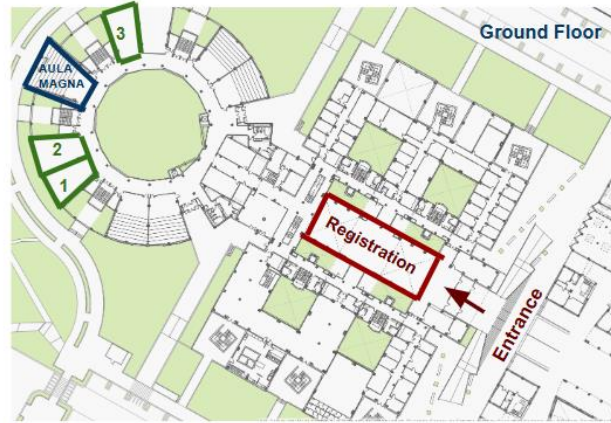 Ground Floor
3
AULA
MAGNA
2
1
Registration
Entrance